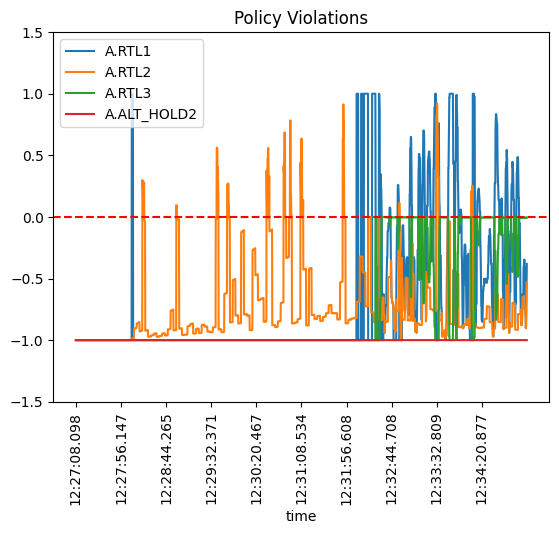 Policy Violations
A.RTL1
A.RTL2
A.RTL3
A.ALT_HOLD2
1.5
1.0
0.5
0.0
−0.5
−1.0
−1.5
12:27:08.098
12:27:56.147
12:28:44.265
12:29:32.371
12:30:20.467
12:31:08.534
12:31:56.608
12:32:44.708
12:33:32.809
12:34:20.877
time